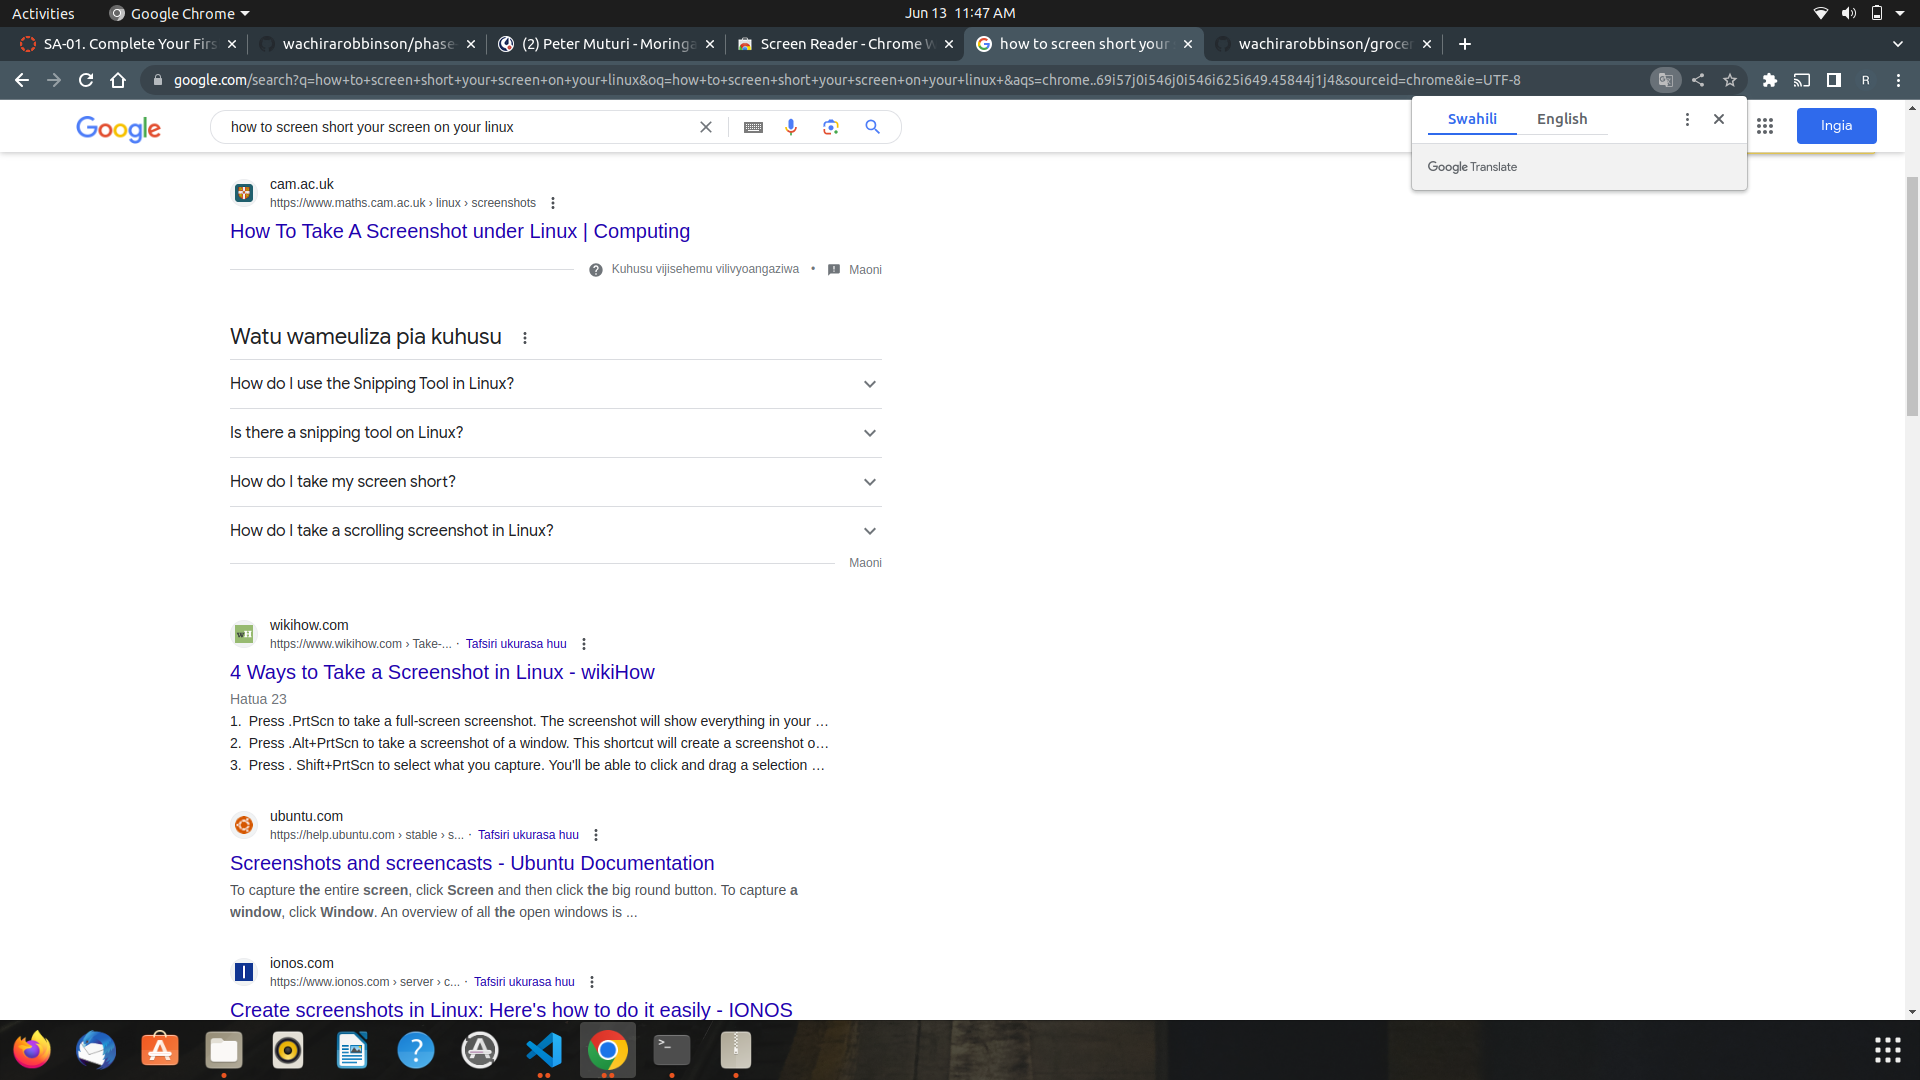 Activities
Google Chrome
Jun 13 11:47 AM
SA-01. Complete Your Firs
wachirarobbinson/phase-
(2) Peter Muturi - Moringa
Screen Reader - Chrome W
how to screen short your
wachirarobbinson/grocer
google.com/search?q=how+to+screen+short+your+screen+on+your+linux&oq=how+to+screen+short+your+screen+on+your+linux+&aqs=chrome..69i57j0i546j0i546i625i649.45844j1j4&sourceid=chrome&ie=UTF-8
R
Google
how to screen short your screen on your linux
Swahili
English
Google Translate
Ingia
cam.ac.uk
https://www.maths.cam.ac.uk › linux › screenshots
How To Take A Screenshot under Linux | Computing
Kuhusu vijisehemu vilivyoangaziwa • Maoni
Watu wameuliza pia kuhusu
How do I use the Snipping Tool in Linux?
Is there a snipping tool on Linux?
How do I take my screen short?
How do I take a scrolling screenshot in Linux?
Maoni
wikihow.com
https://www.wikihow.com › Take-... · Tafsiri ukurasa huu
4 Ways to Take a Screenshot in Linux - wikiHow
Hatua 23
1. Press .PrtScn to take a full-screen screenshot. The screenshot will show everything in your …
2. Press .Alt+PrtScn to take a screenshot of a window. This shortcut will create a screenshot o…
3. Press . Shift+PrtScn to select what you capture. You'll be able to click and drag a selection …
ubuntu.com
https://help.ubuntu.com › stable › s... · Tafsiri ukurasa huu
Screenshots and screencasts - Ubuntu Documentation
To capture the entire screen, click Screen and then click the big round button. To capture a
window, click Window. An overview of all the open windows is ...
ionos.com
https://www.ionos.com › server › c... · Tafsiri ukurasa huu
Create screenshots in Linux: Here's how to do it easily - IONOS